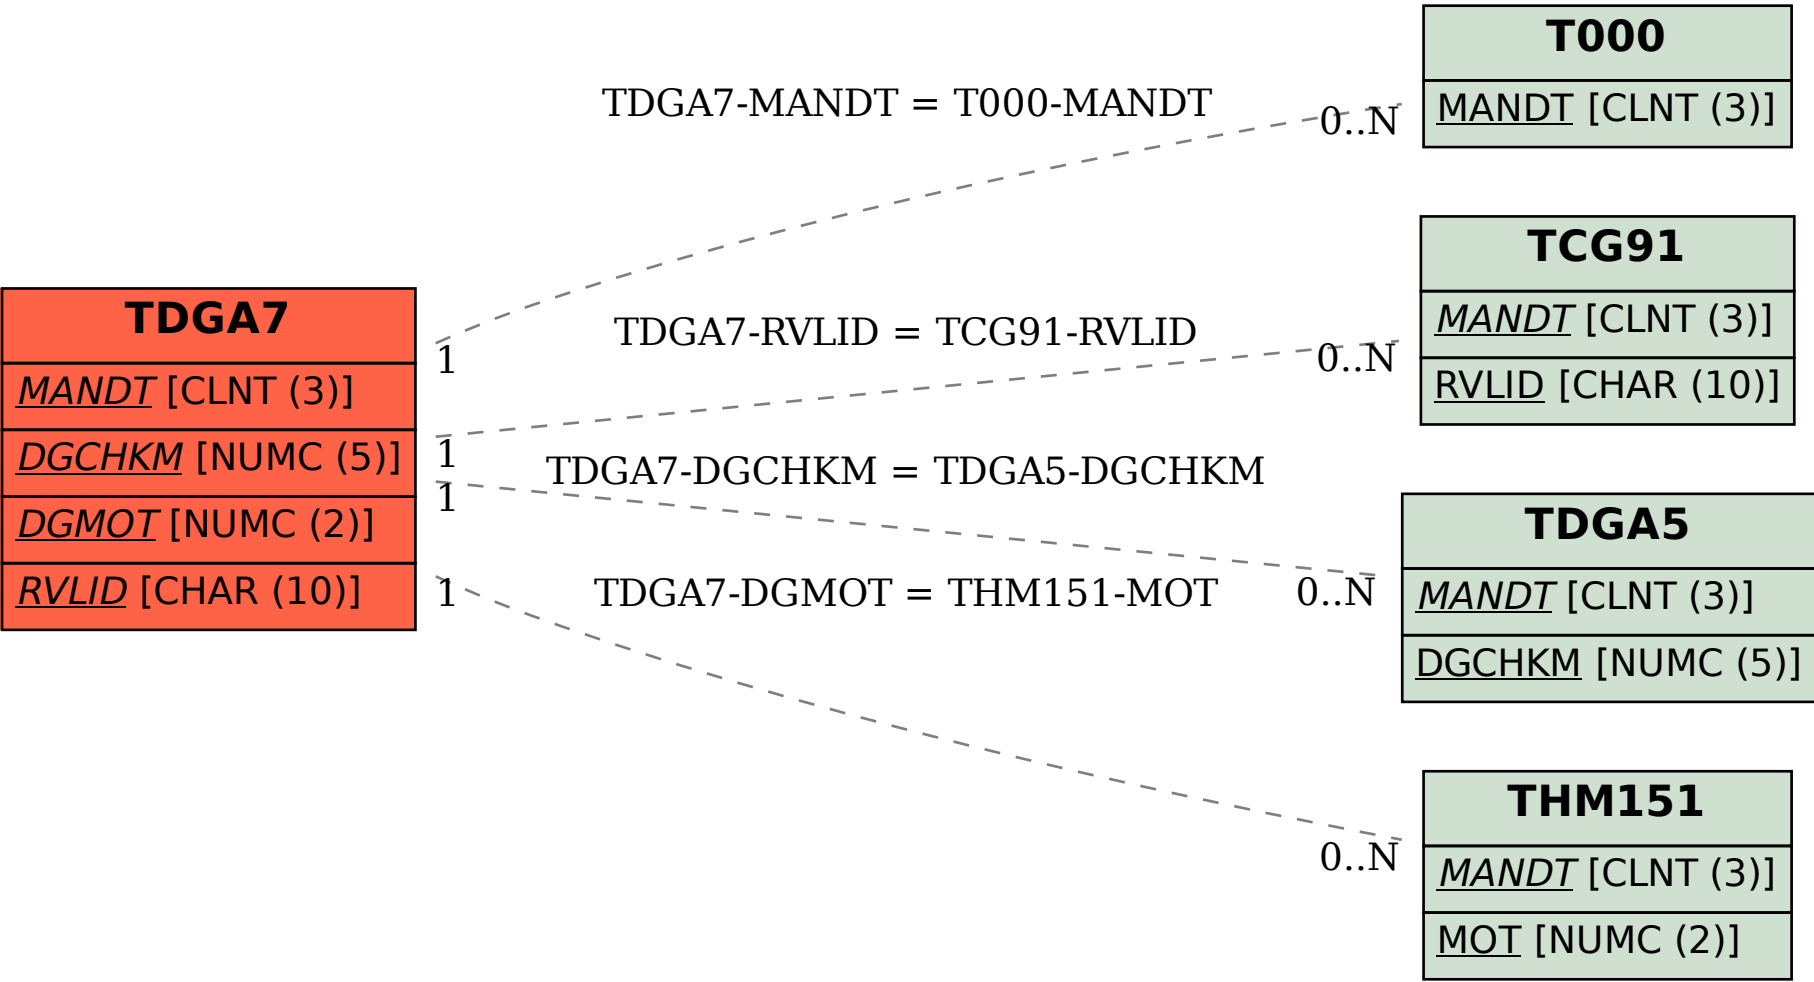 TDGA7
MANDT [CLNT (3)]
DGCHKM [NUMC (5)]
DGMOT [NUMC (2)]
RVLID [CHAR (10)]
TDGA7-MANDT = T000-MANDT
1
0..N
TDGA7-RVLID = TCG91-RVLID
1
0..N
TDGA7-DGCHKM = TDGA5-DGCHKM
1
0..N
TDGA7-DGMOT = THM151-MOT
1
0..N
T000
MANDT [CLNT (3)]
TCG91
MANDT [CLNT (3)]
RVLID [CHAR (10)]
TDGA5
MANDT [CLNT (3)]
DGCHKM [NUMC (5)]
THM151
MANDT [CLNT (3)]
MOT [NUMC (2)]